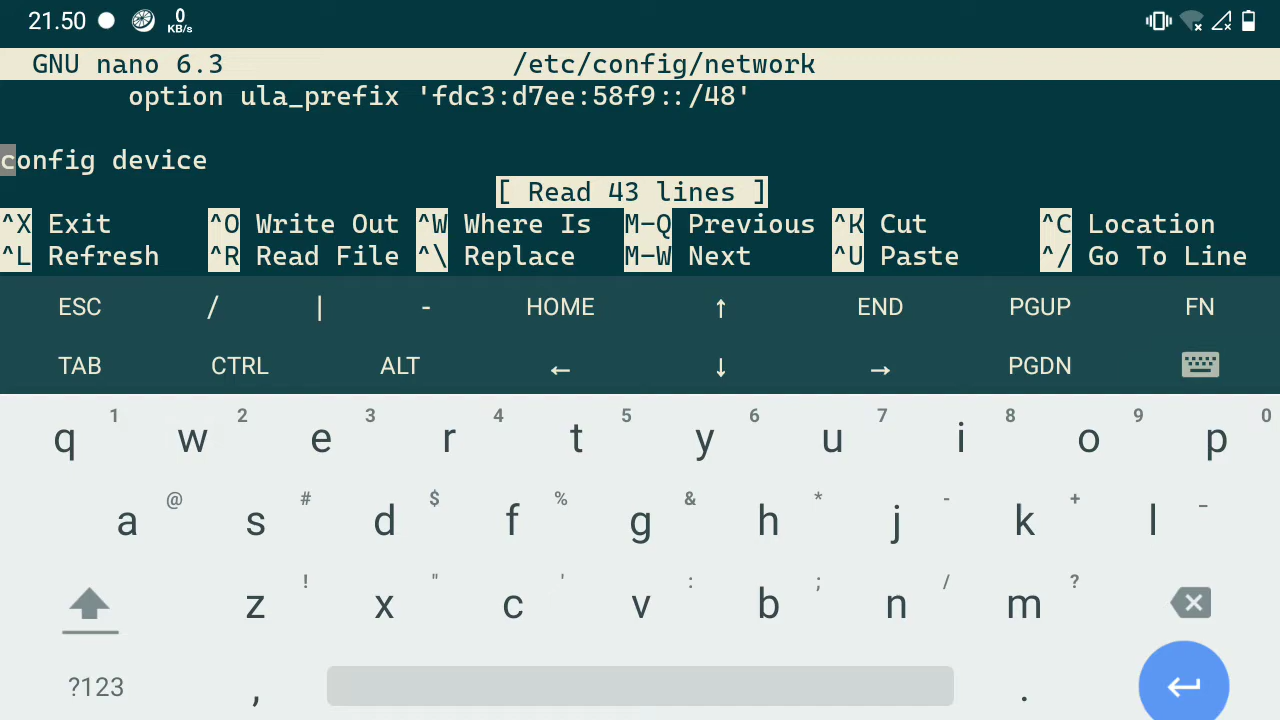 21.50 0 KB/s
GNU nano 6.3 /etc/config/network
option ula_prefix 'fdc3:d7ee:58f9::/48'
config device
[ Read 43 lines ]
^X Exit ^O Write Out ^W Where Is M-Q Previous ^K Cut ^C Location
^L Refresh ^R Read File ^\ Replace M-W Next ^U Paste ^/ Go To Line
ESC / | - HOME ↑ END PGUP FN
TAB CTRL ALT ← ↓ → PGDN
1 2 3 4 5 6 7 8 9 0
q w e r t y u i o p
@ # $ % & * - + _
a s d f g h j k l
! " ' : ; / ?
z x c v b n m
?123 , .